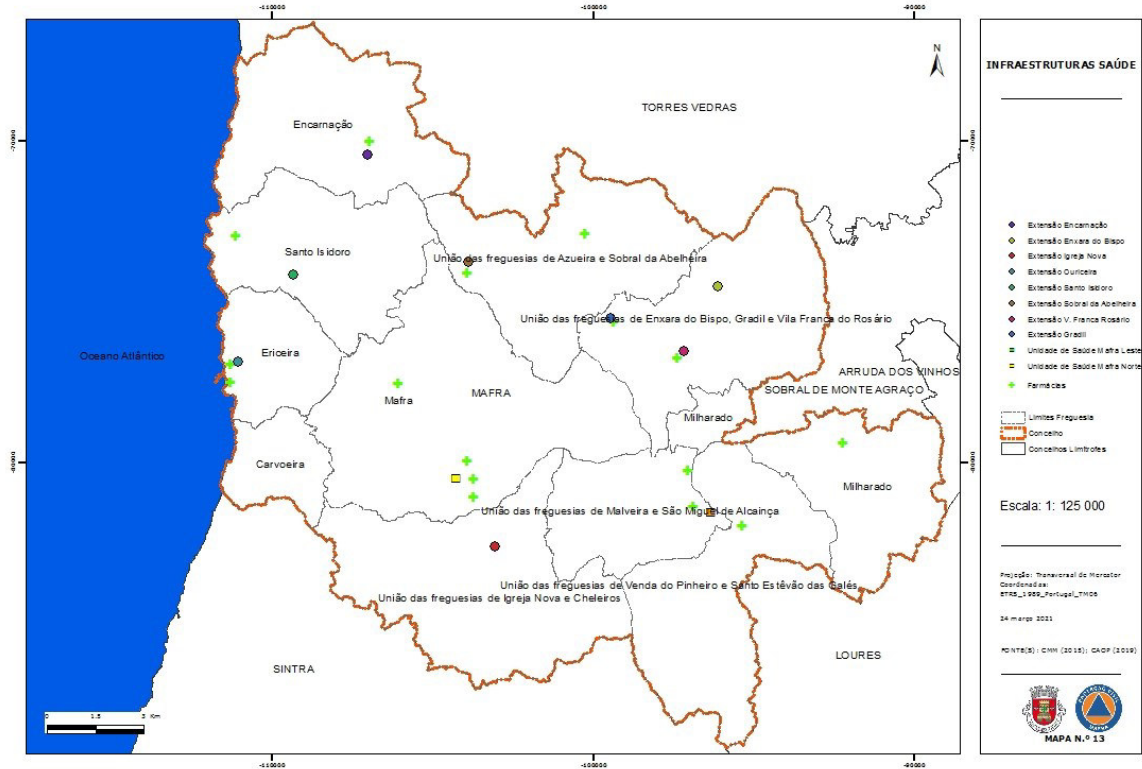 -110000
-100000
-90000
N
INFRAESTRUTURAS SAÚDE
TORRES VEDRAS
Encarnação
-70000
-70000
Santo Isidoro
União das freguesias de Azueira e Sobral da Abelheira
União das freguesias de Enxara do Bispo, Gradil e Vila Franca do Rosário
Oceano Atlântico
Ericeira
ARRUDA DOS VINHOS
SOBRAL DE MONTE AGRAÇO
Mafra
MAFRA
Milharado
Carvoeira
-80000
-80000
Milharado
União das freguesias de Malveira e São Miguel de Alcainça
União das freguesias de Venda do Pinheiro e Santo Estêvão das Galés
União das freguesias de Igreja Nova e Cheleiros
SINTRA
LOURES
0 1.5 3 Km
-110000
-100000
-90000
Extensão Encarnação
Extensão Enxara do Bispo
Extensão Igreja Nova
Extensão Ouriceira
Extensão Santo Isidoro
Extensão Sobral da Abelheira
Extensão V. Franca Rosário
Extensão Gradil
Unidade de Saúde Mafra Leste
Unidade de Saúde Mafra Norte
Farmácias
Limites Freguesia
Concelho
Concelhos Limítrofes
Escala: 1: 125 000
Projeção: Transversal de Mercator
Coordenadas:
ETRS_1989_Portugal_TM06
24 março 2021
FONTE(S): CMM (2015); CAOP (2019)
MAPA N.º 13